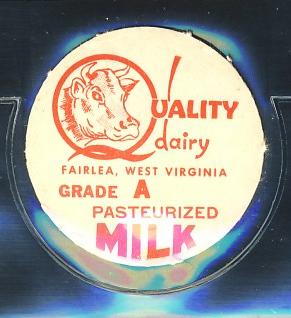 QUALITY
dairy
FAIRLEA, WEST VIRGINIA
GRADE A
PASTEURIZED
MILK